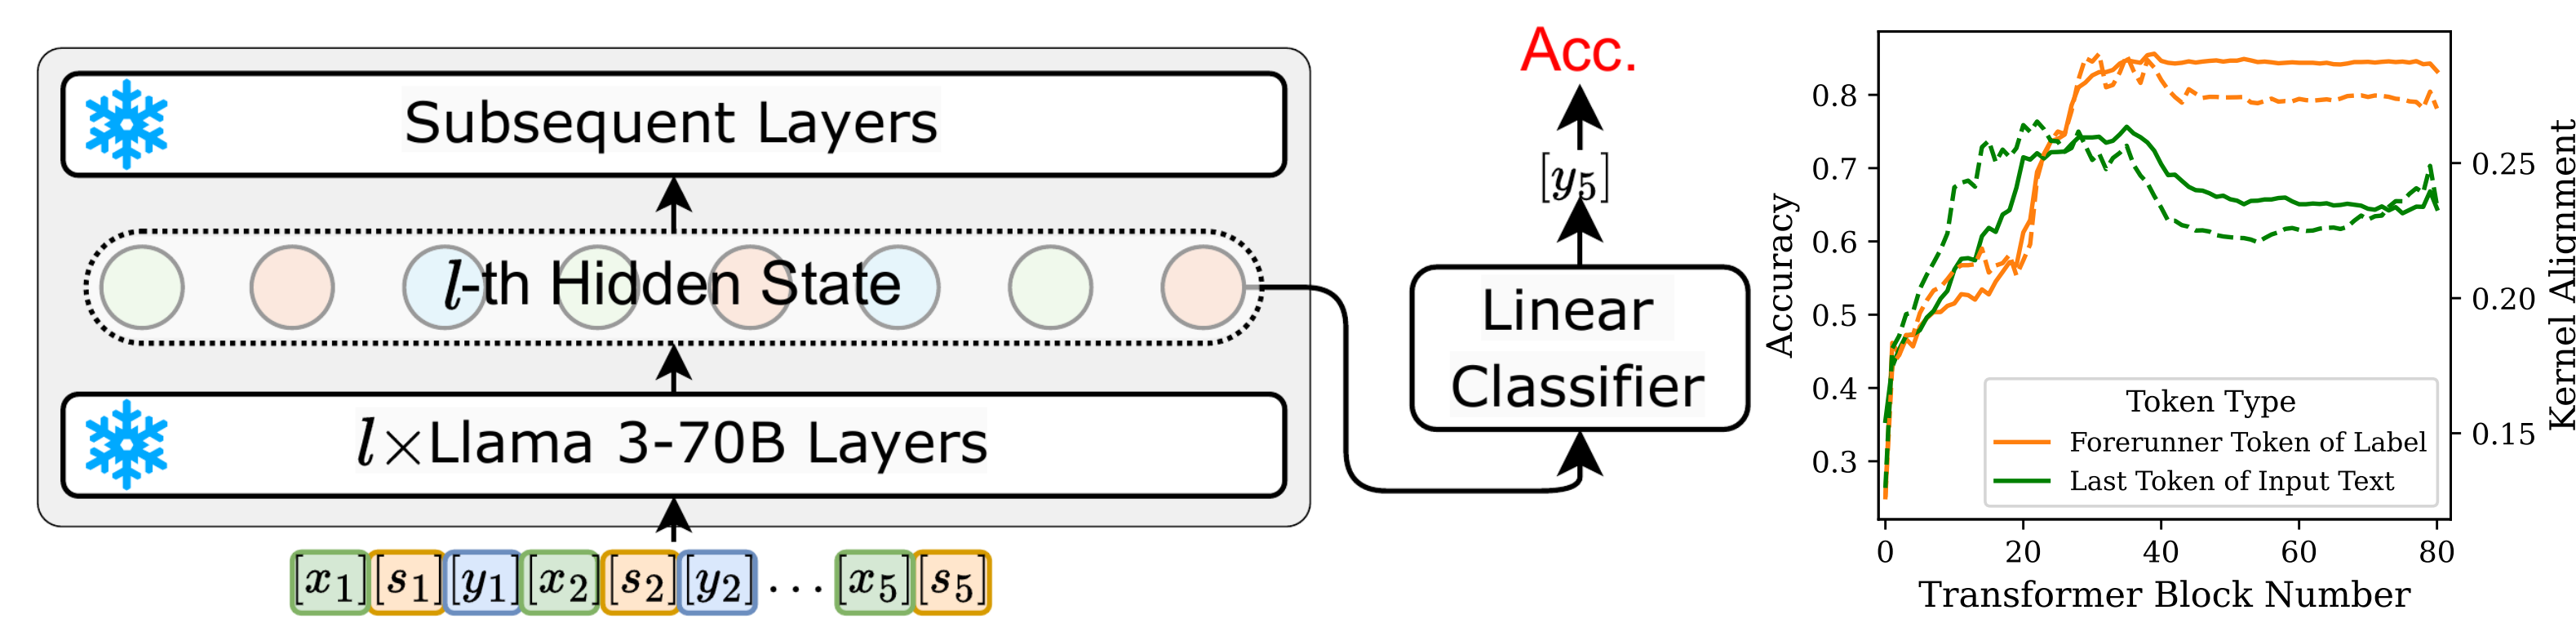 Subsequent Layers
l-th Hidden State
l×Llama 3-70B Layers
[x1][s1][y1][x2][s2][y2]...[x5][s5]
Acc.
[y5]
Linear
Classifier
Accuracy
0.8
0.7
0.6
0.5
0.4
0.3
Token Type
Forerunner Token of Label
Last Token of Input Text
0 20 40 60 80
Transformer Block Number
0.25
0.20
0.15
Kernel Alignment